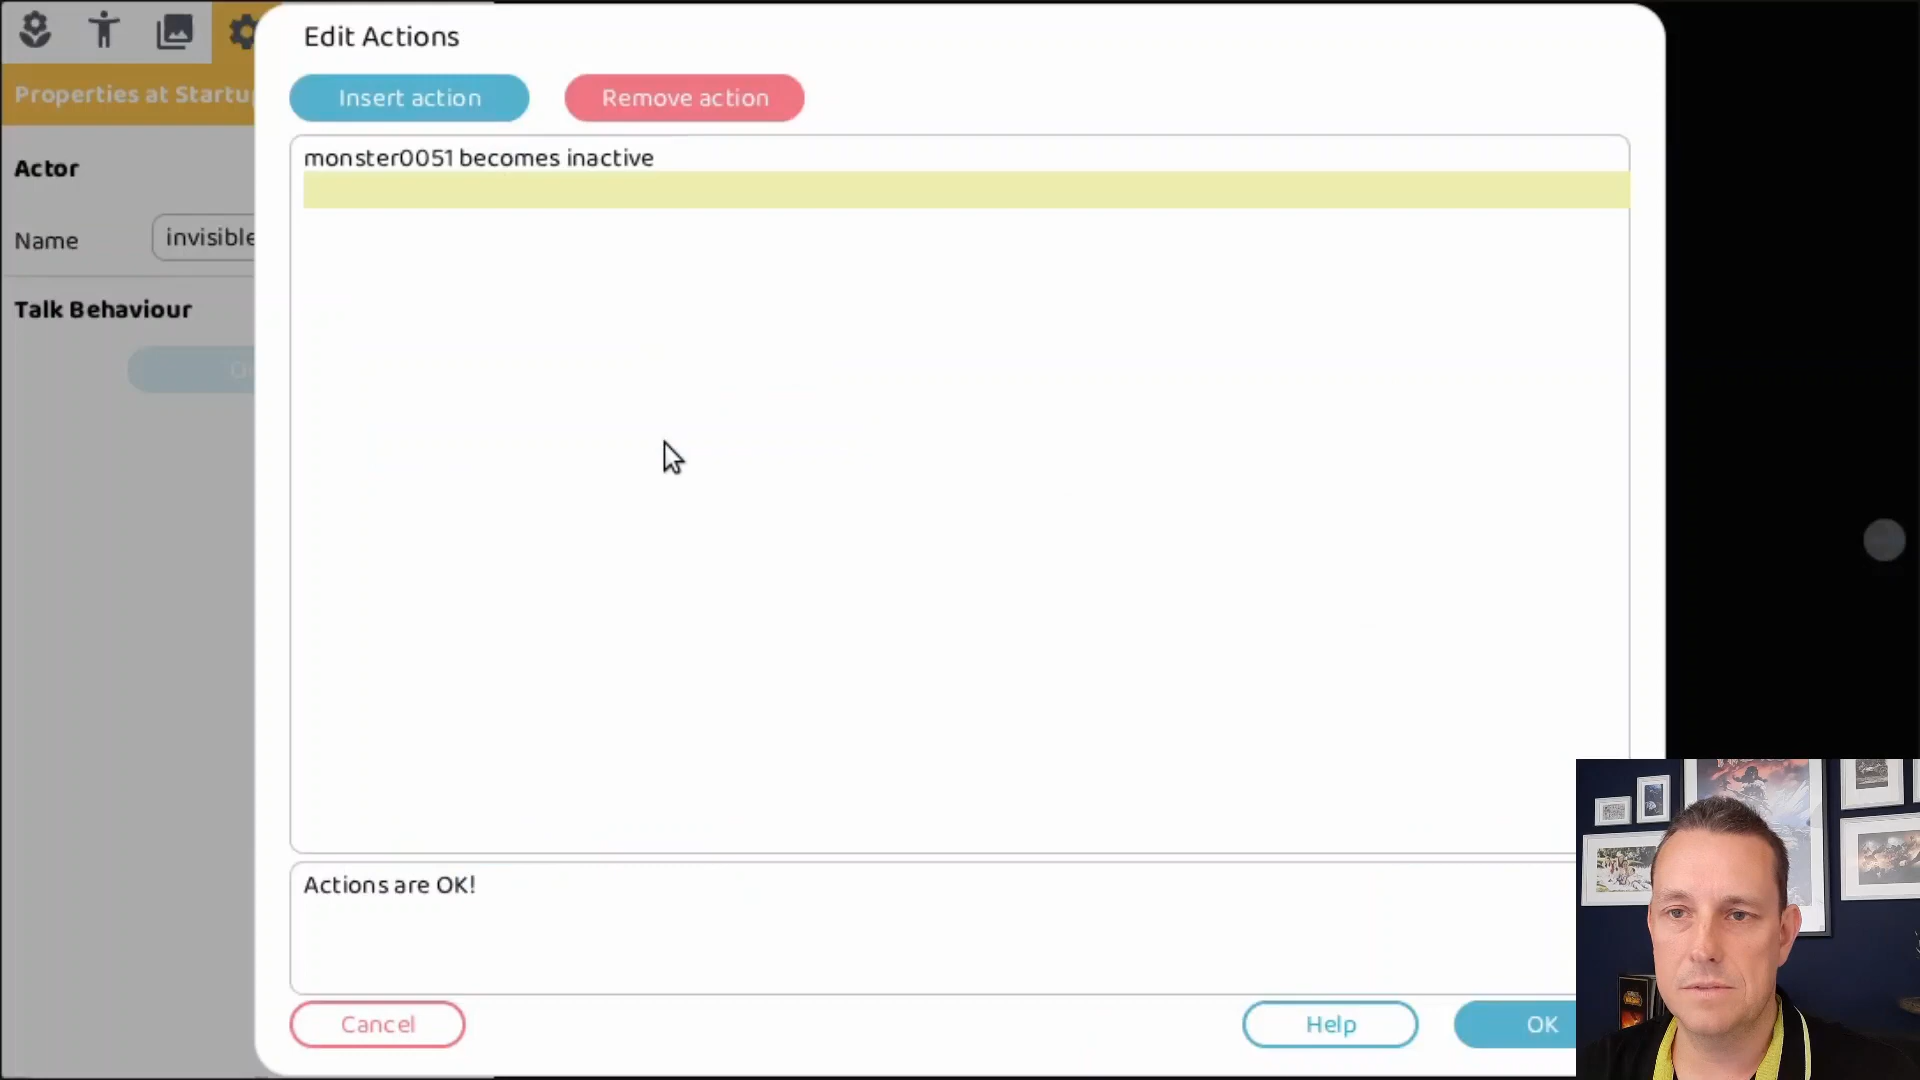 Edit Actions
Insert action
Remove action
Properties at Startu
Actor
monster0051 becomes inactive
Name
invisible
Talk Behaviour
Actions are OK!
Cancel
Help
OK